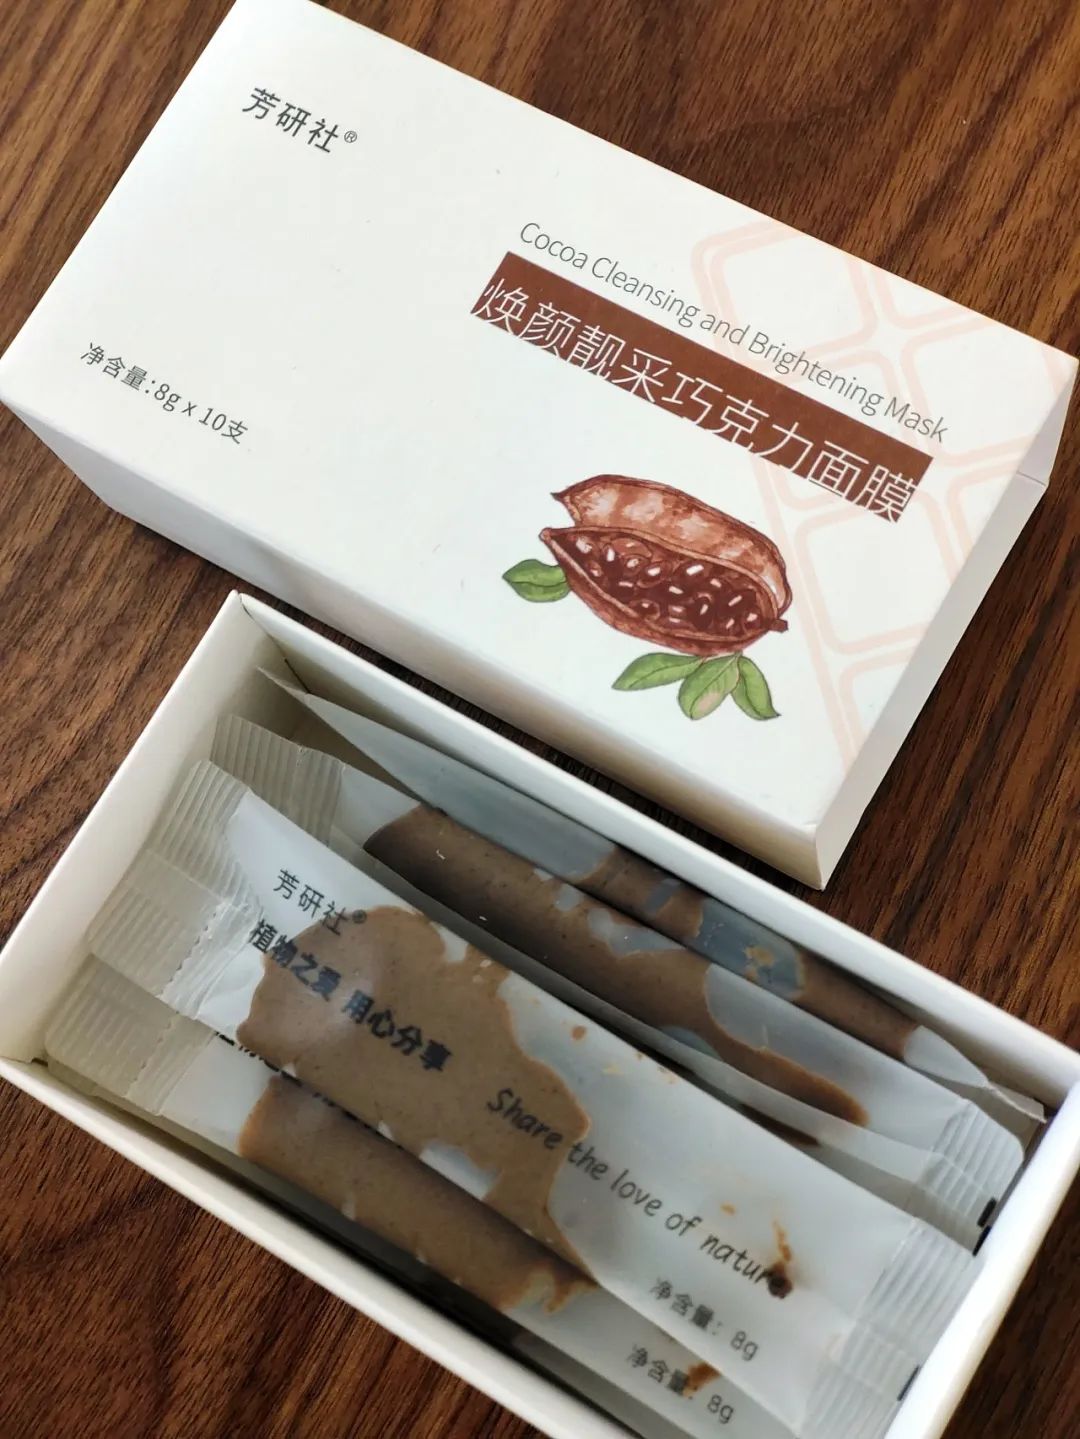 芳研社®
Cocoa Cleansing and Brightening Mask
焕颜靓采巧克力面膜
净含量:8g x 10支
芳研社®
植物之爱 用心分享
Share the love of nature
净含量: 8g
净含量: 8g